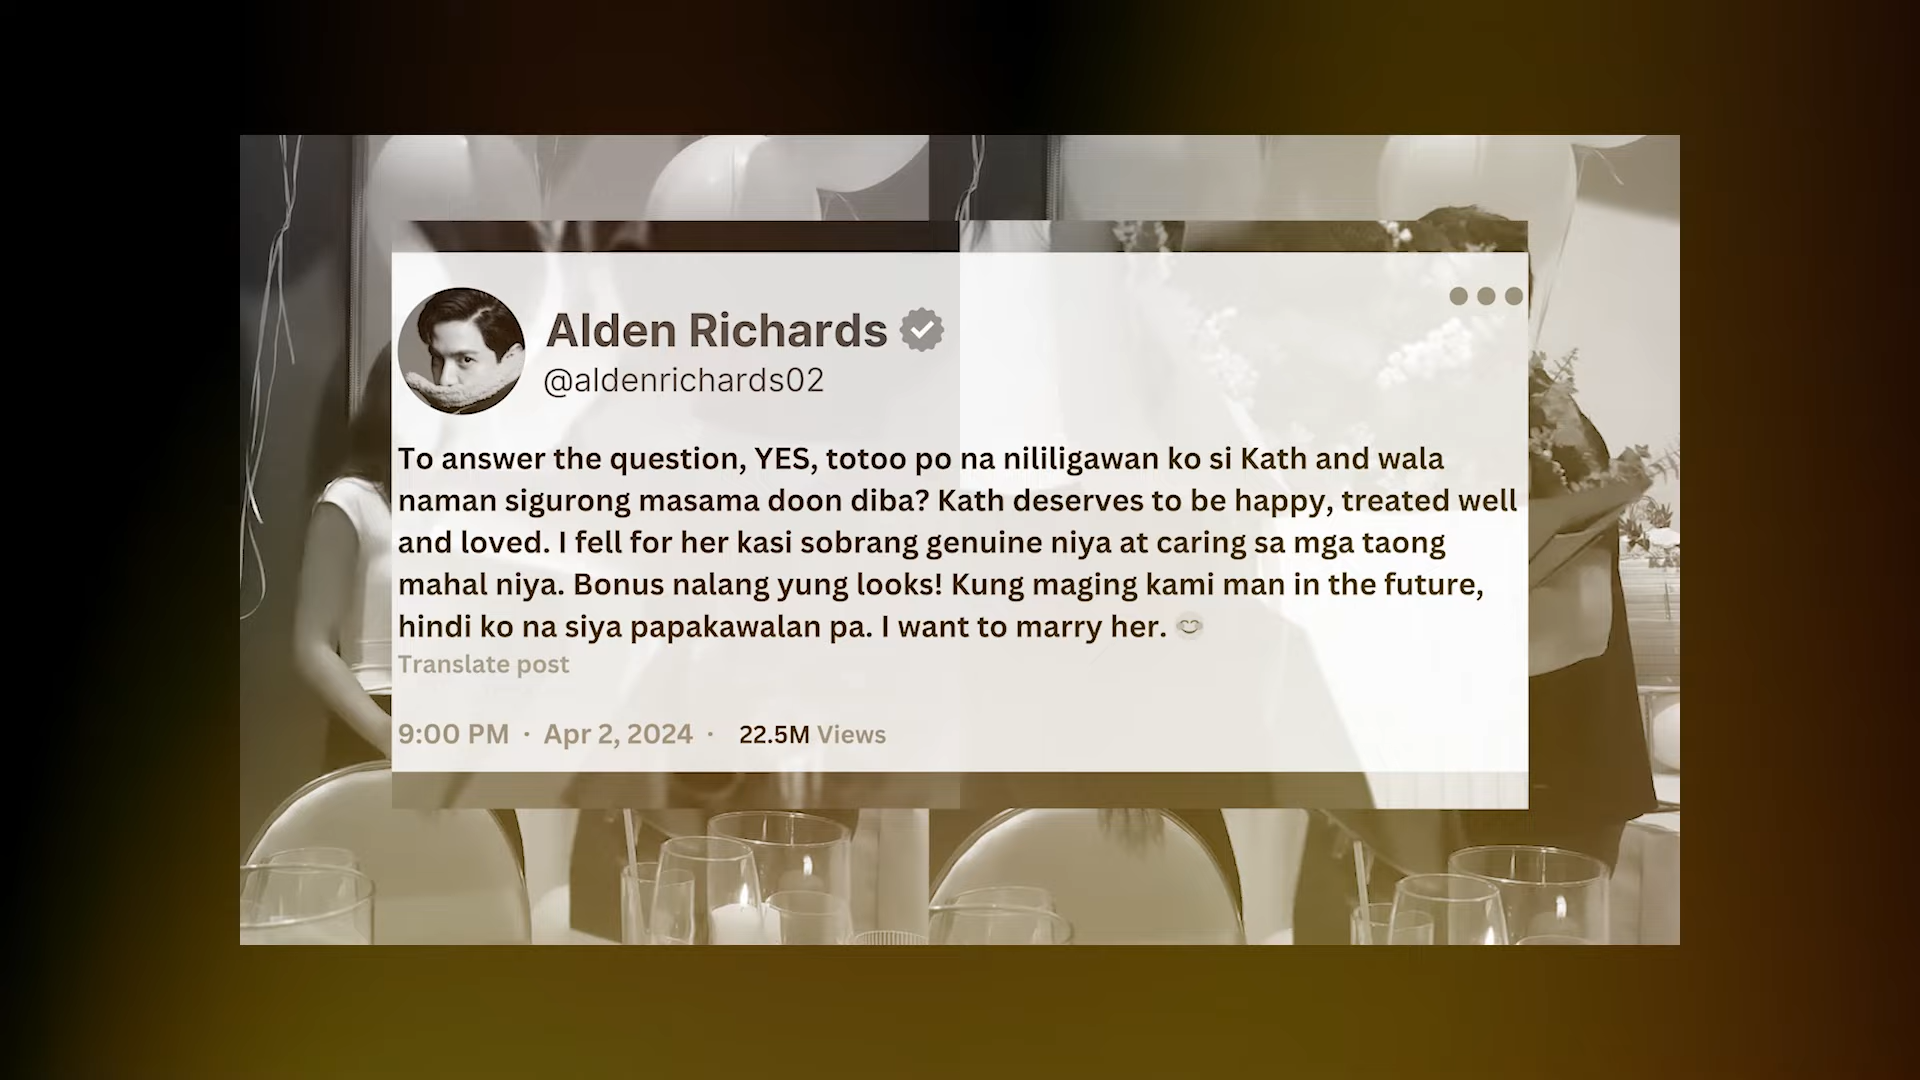 Alden Richards
@aldenrichards02
To answer the question, YES, totoo po na nililigawan ko si Kath and wala
naman sigurong masama doon diba? Kath deserves to be happy, treated well
and loved. I fell for her kasi sobrang genuine niya at caring sa mga taong
mahal niya. Bonus nalang yung looks! Kung maging kami man in the future,
hindi ko na siya papakawalan pa. I want to marry her. 😊
Translate post
9:00 PM · Apr 2, 2024 · 22.5M Views